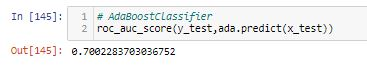 In [145]:
1 # AdaBoostClassifier
2 roc_auc_score(y_test,ada.predict(x_test))
Out[145]: 0.7002283703036752